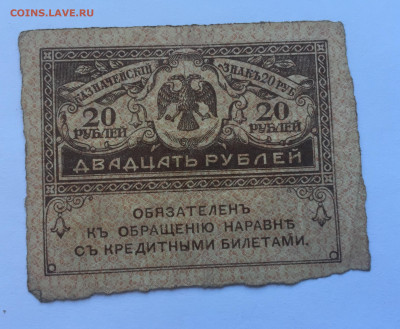 COINS.LAVE.RU
КАЗНАЧЕЙСКІЙ ЗНАКЪ 20 РУБ.
20 РУБЛЕЙ
20 РУБЛЕЙ
ДВАДЦАТЬ РУБЛЕЙ
ОБЯЗАТЕЛЕНЪ
КЪ ОБРАЩЕНІЮ НАРАВНѢ
СЪ КРЕДИТНЫМИ БИЛЕТАМИ.